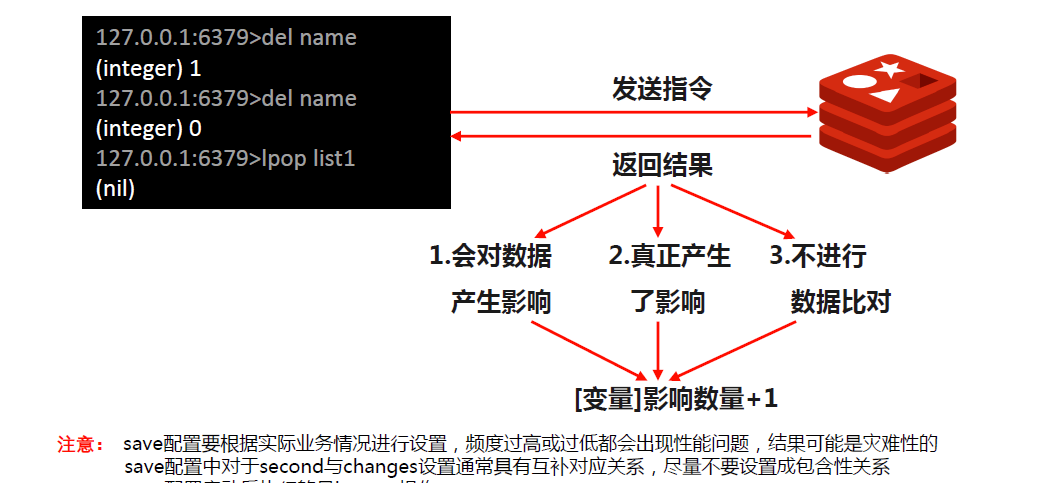 127.0.0.1:6379>del name
(integer) 1
127.0.0.1:6379>del name
(integer) 0
127.0.0.1:6379>lpop list1
(nil)
发送指令
返回结果
1.会对数据
产生影响
2.真正产生
了影响
3.不进行
数据比对
[变量]影响数量+1
注意： save配置要根据实际业务情况进行设置，频度过高或过低都会出现性能问题，结果可能是灾难性的
save配置中对于second与changes设置通常具有互补对应关系，尽量不要设置成包含性关系